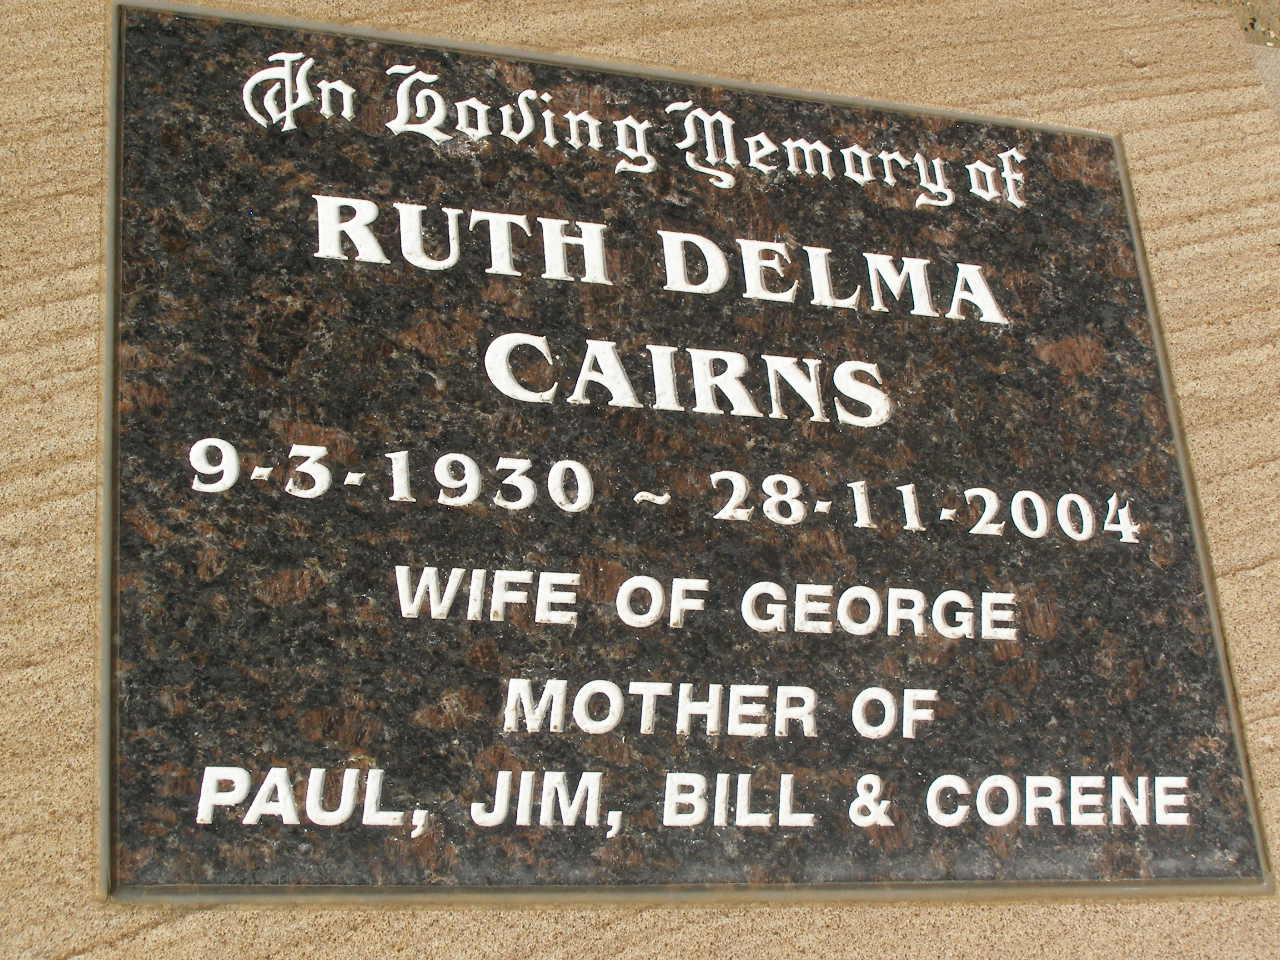 In Loving Memory of
RUTH DELMA
CAIRNS
9-3-1930 ~ 28-11-2004
WIFE OF GEORGE
MOTHER OF
PAUL, JIM, BILL & CORENE